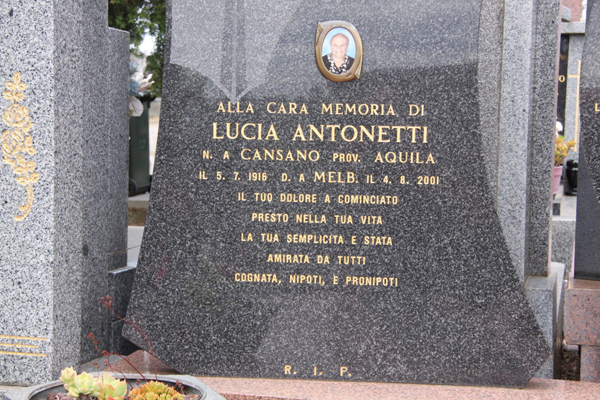 ALLA CARA MEMORIA DI
LUCIA ANTONETTI
N. A CANSANO PROV. AQUILA
IL 5. 7. 1916 D. A MELB. IL 4. 8. 2001
IL TUO DOLORE A COMINCIATO
PRESTO NELLA TUA VITA
LA TUA SEMPLICITA E STATA
AMIRATA DA TUTTI
COGNATA, NIPOTI, E PRONIPOTI
R. I. P.